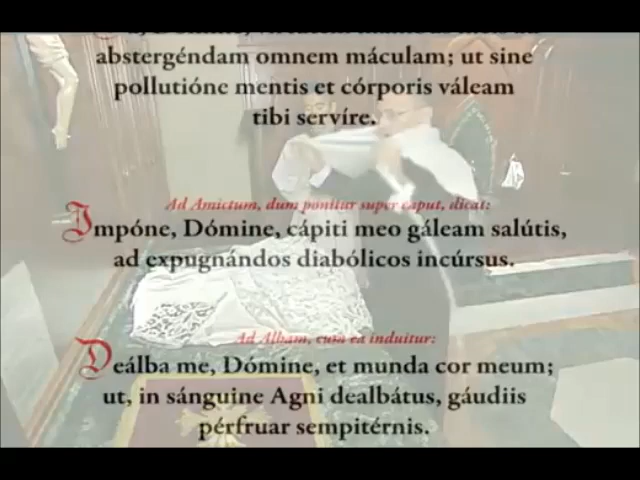 abstergéndam omnem máculam; ut sine
pollutióne mentis et córporis váleam
tibi servíre.
Ad Amictum, dum ponitur super caput, dicat:
Impóne, Dómine, cápiti meo gáleam salútis,
ad expugnándos diabólicos incúrsus.
Ad Albam, cum ea induitur:
Deálba me, Dómine, et munda cor meum;
ut, in sánguine Agni dealbátus, gáudiis
pérfruar sempitérnis.